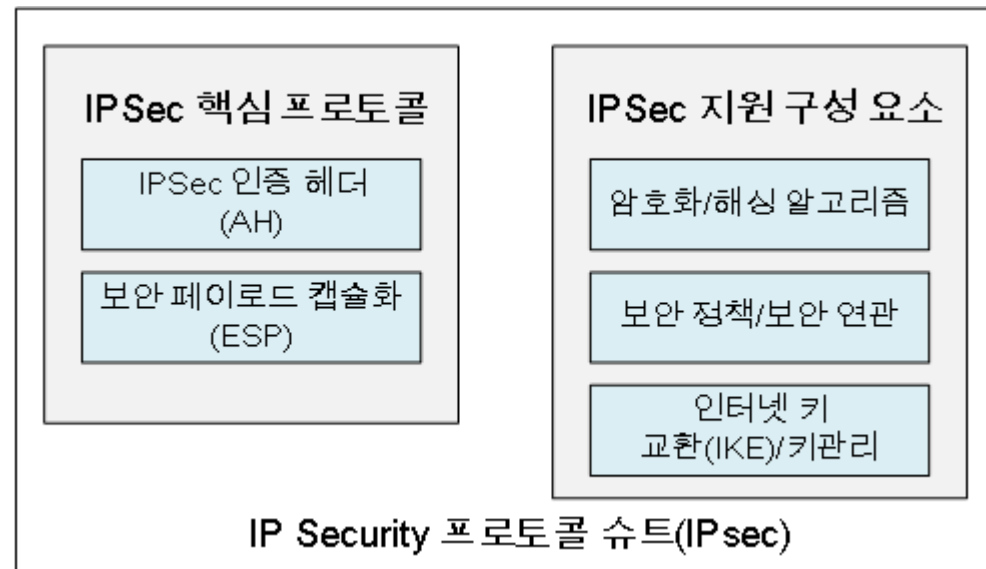 IPSec 핵심 프로토콜
IPSec 인증 헤더
(AH)
보안 페이로드 캡슐화
(ESP)
IPSec 지원 구성 요소
암호화/해싱 알고리즘
보안 정책/보안 연관
인터넷 키
교환(IKE)/키관리
IP Security 프로토콜 슈트(IPsec)